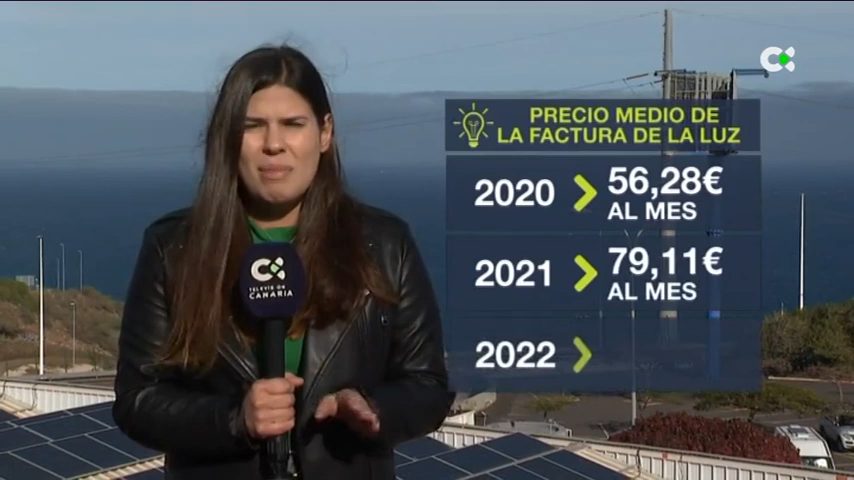 PRECIO MEDIO DE
LA FACTURA DE LA LUZ
2020 56,28€
AL MES
2021 79,11€
AL MES
2022
TELEVISIÓN
CANARIA